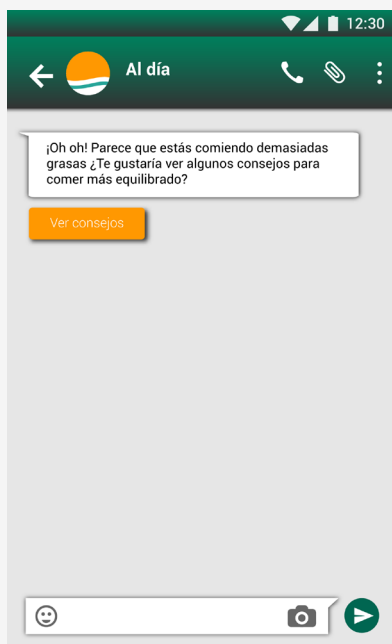 12:30
Al día
¡Oh oh! Parece que estás comiendo demasiadas
grasas ¿Te gustaría ver algunos consejos para
comer más equilibrado?
Ver consejos